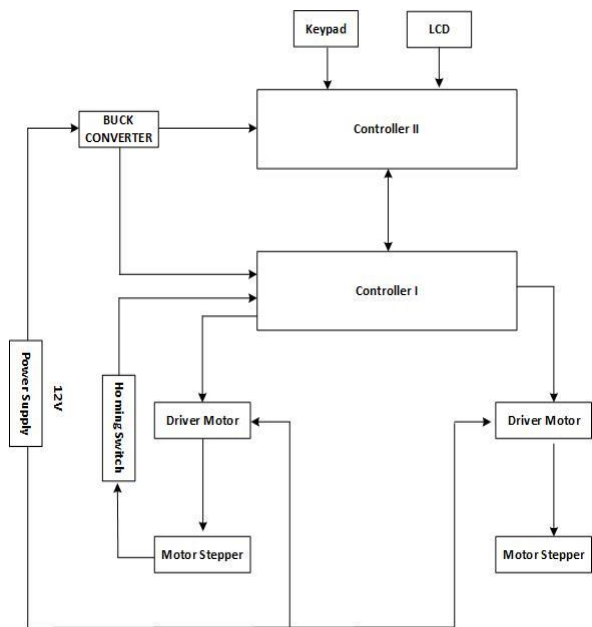 Keypad
LCD
BUCK
CONVERTER
Controller II
Controller I
Power Supply
12V
Homing Switch
Driver Motor
Driver Motor
Motor Stepper
Motor Stepper